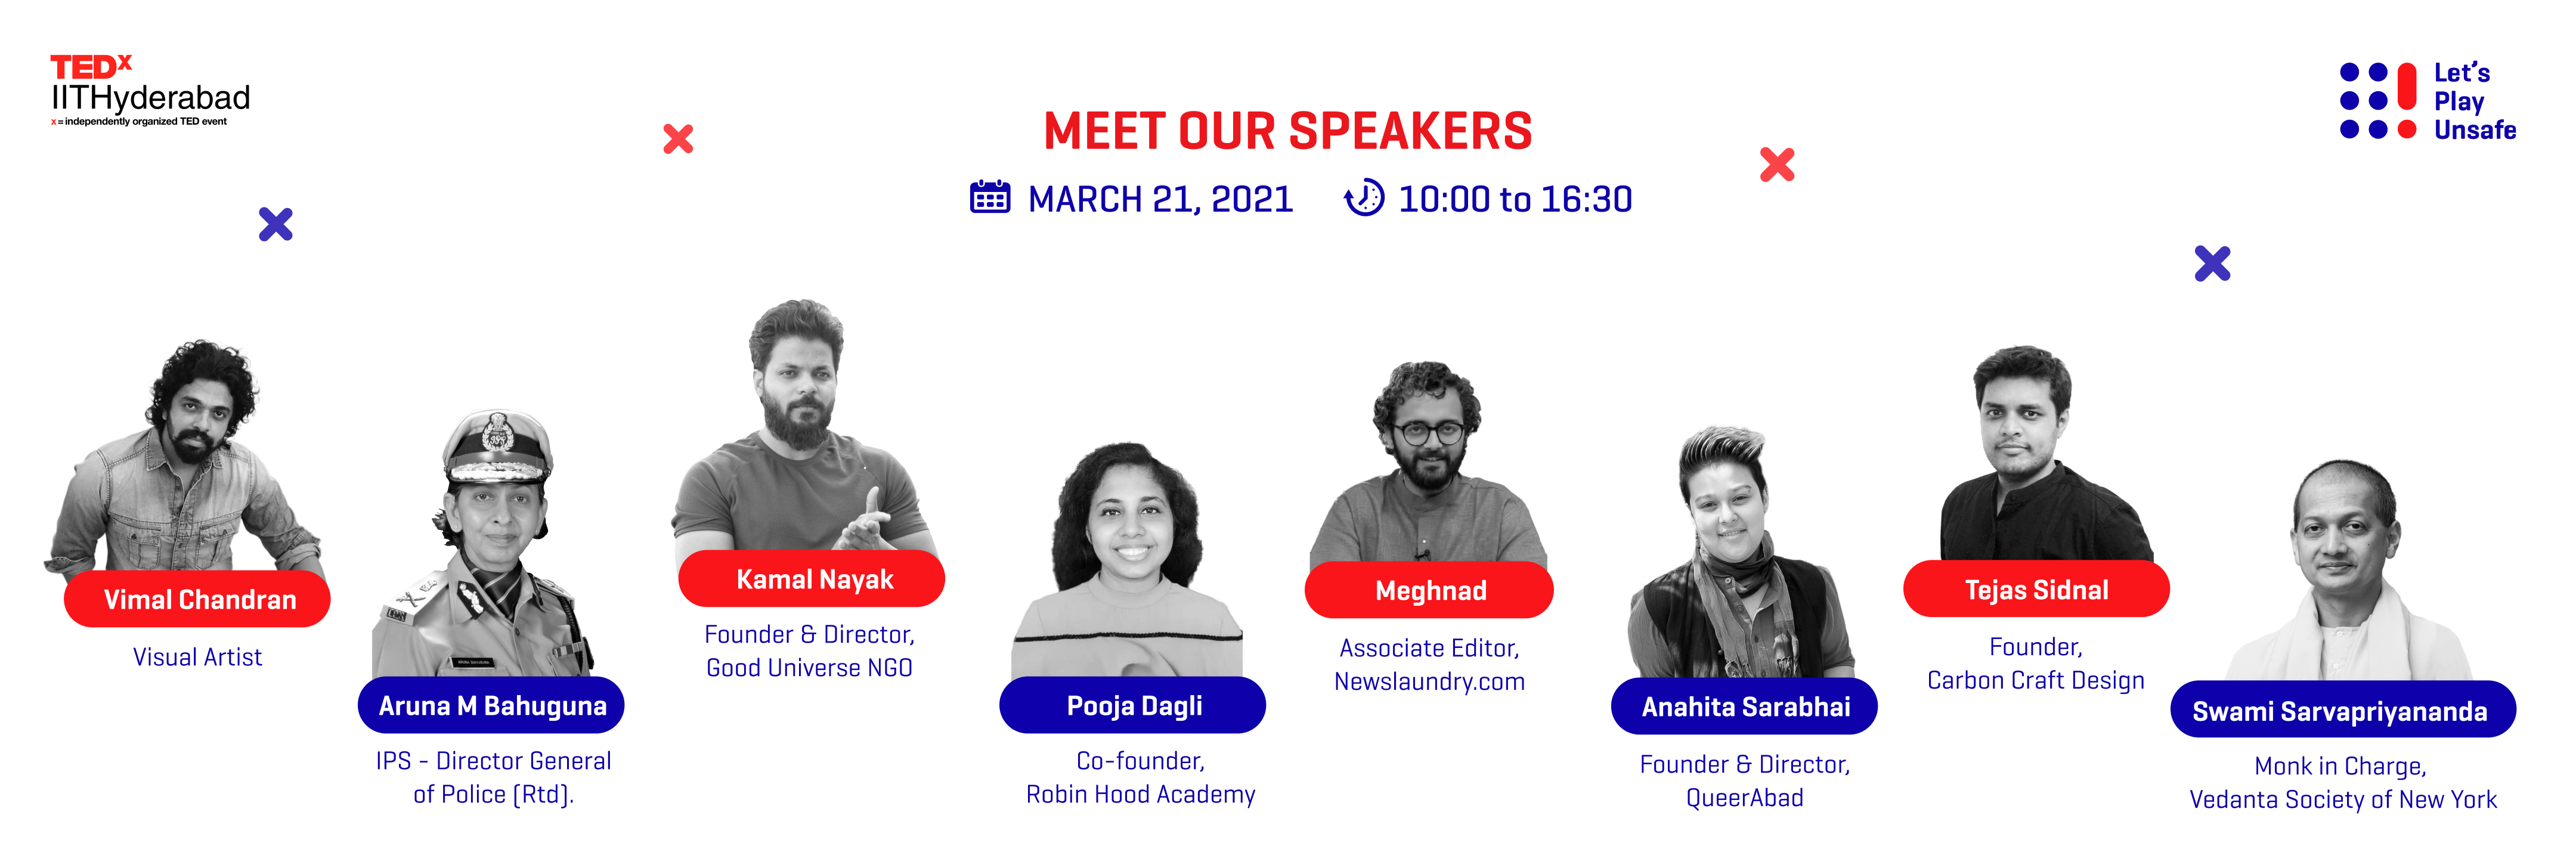 TEDx
IITHyderabad
x = independently organized TED event
Let's
Play
Unsafe
MEET OUR SPEAKERS
MARCH 21, 2021
10:00 to 16:30
Vimal Chandran
Visual Artist
Aruna M Bahuguna
IPS - Director General
of Police (Rtd).
Kamal Nayak
Founder & Director,
Good Universe NGO
Pooja Dagli
Co-founder,
Robin Hood Academy
Meghnad
Associate Editor,
Newslaundry.com
Anahita Sarabhai
Founder & Director,
QueerAbad
Tejas Sidnal
Founder,
Carbon Craft Design
Swami Sarvapriyananda
Monk in Charge,
Vedanta Society of New York